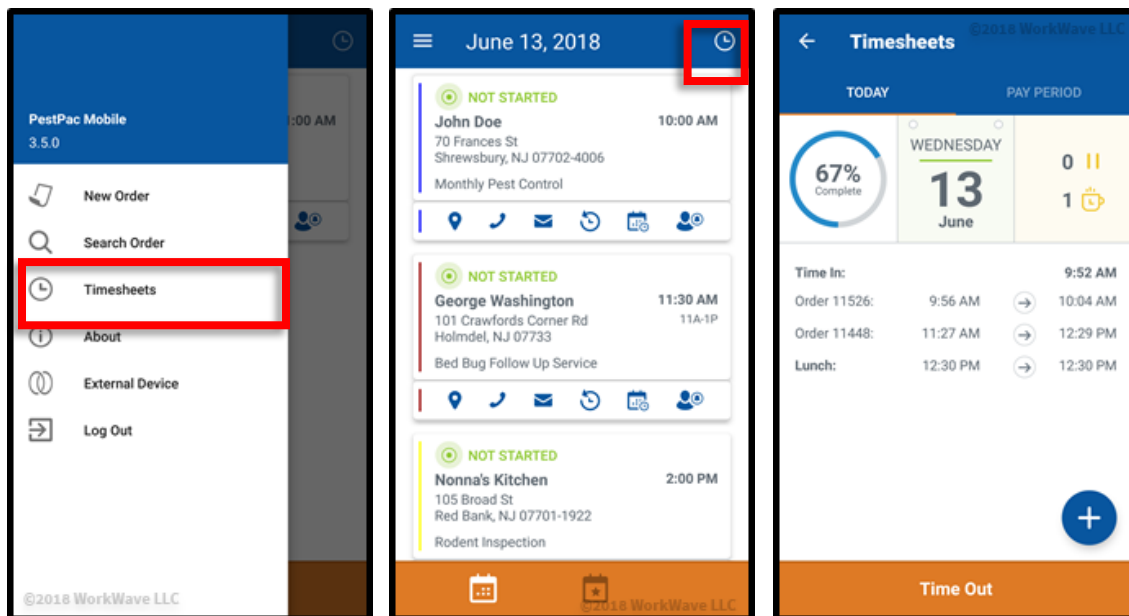 PestPac Mobile
3.5.0
:00 AM
New Order
Search Order
Timesheets
About
External Device
Log Out
©2018 WorkWave LLC
June 13, 2018
NOT STARTED
John Doe 10:00 AM
70 Frances St
Shrewsbury, NJ 07702-4006
Monthly Pest Control
NOT STARTED
George Washington 11:30 AM
101 Crawfords Corner Rd 11A-1P
Holmdel, NJ 07733
Bed Bug Follow Up Service
NOT STARTED
Nonna's Kitchen 2:00 PM
105 Broad St
Red Bank, NJ 07701-1922
Rodent Inspection
©2018 WorkWave LLC
©2018 WorkWave LLC
Timesheets
TODAY PAY PERIOD
67%
Complete
WEDNESDAY
13
June
0
1
Time In: 9:52 AM
Order 11526: 9:56 AM 10:04 AM
Order 11448: 11:27 AM 12:29 PM
Lunch: 12:30 PM 12:30 PM
Time Out